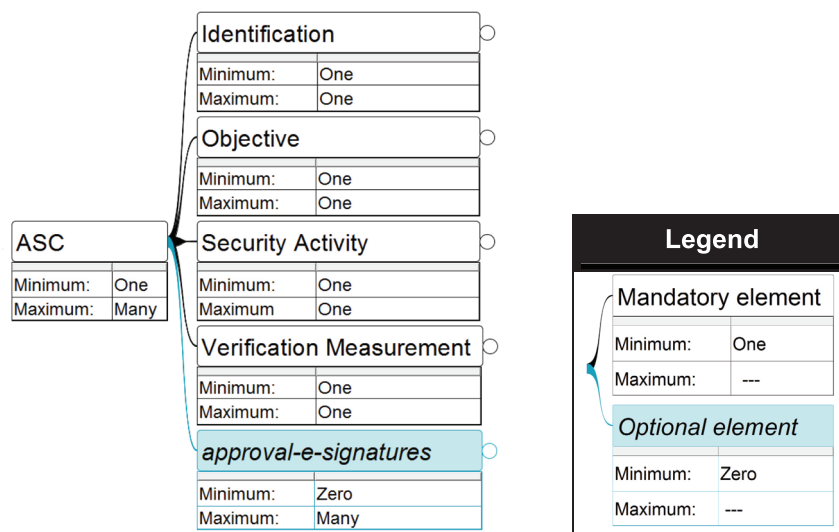 ASC
Minimum: One
Maximum: Many
Identification
Minimum: One
Maximum: One
Objective
Minimum: One
Maximum: One
Security Activity
Minimum: One
Maximum One
Verification Measurement
Minimum: One
Maximum: One
approval-e-signatures
Minimum: Zero
Maximum: Many
Legend
Mandatory element
Minimum: One
Maximum: ---
Optional element
Minimum: Zero
Maximum: ---